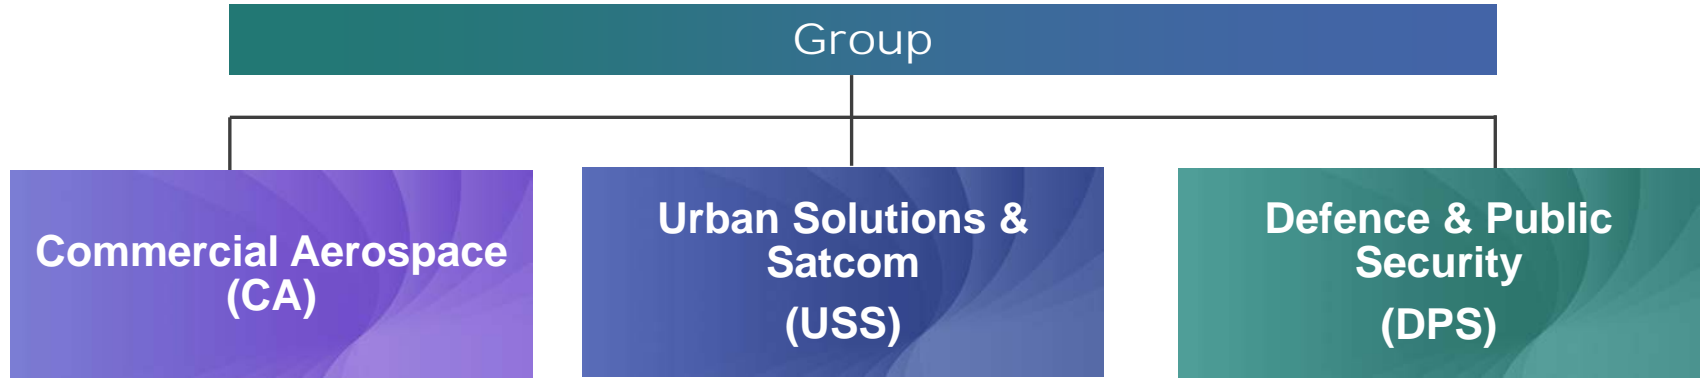 Group
Commercial Aerospace
(CA)
Urban Solutions &
Satcom
(USS)
Defence & Public
Security
(DPS)